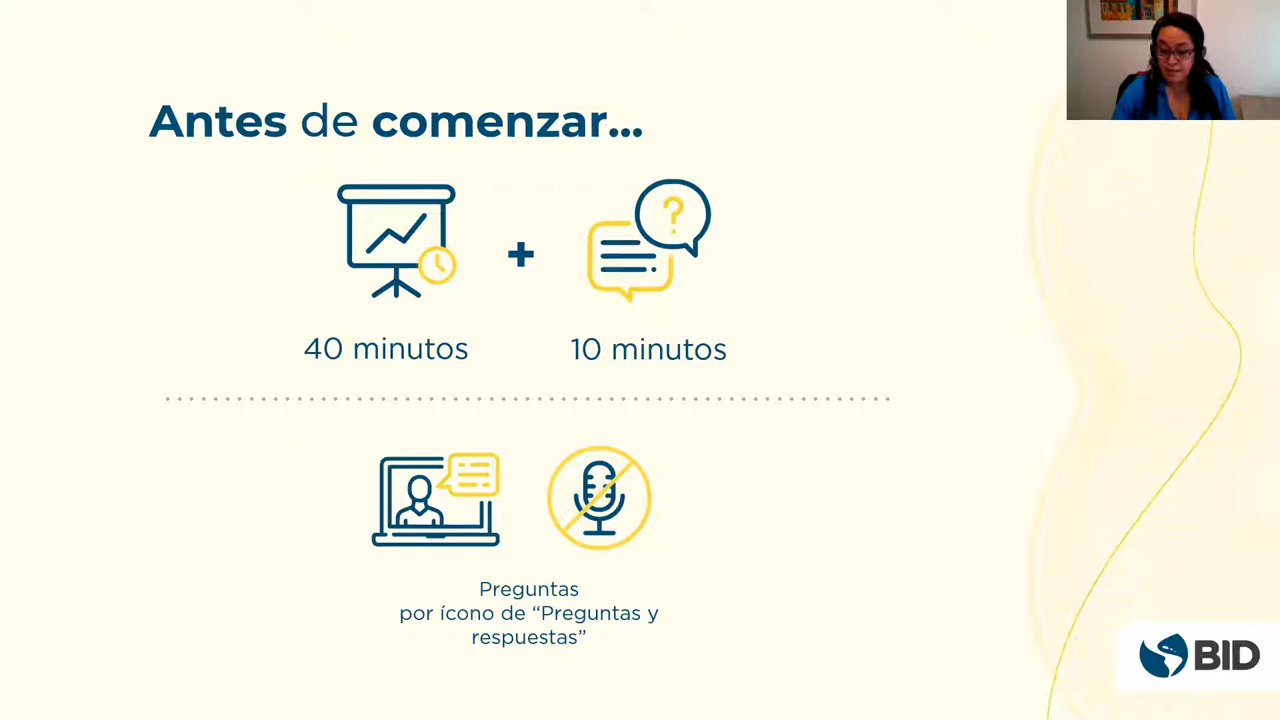 Antes de comenzar...
?
+
40 minutos
10 minutos
Preguntas
por ícono de “Preguntas y
respuestas”
BID